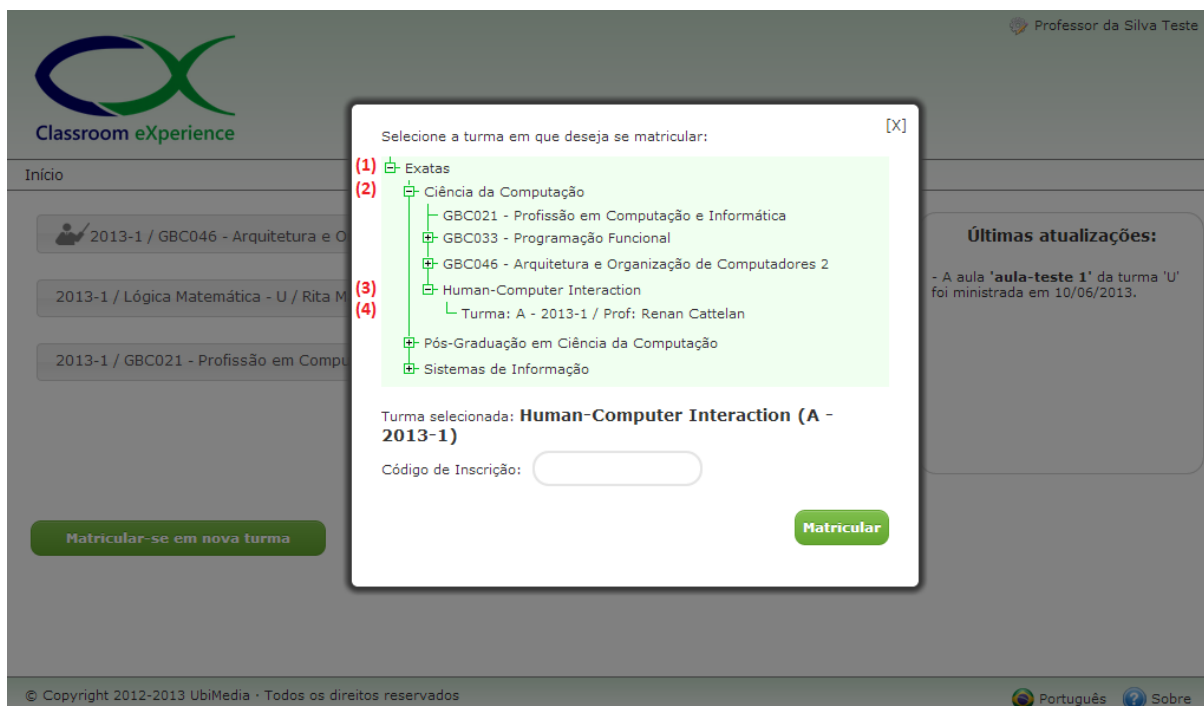 Professor da Silva Teste
Classroom eXperience
Início
2013-1 / GBC046 - Arquitetura e O
2013-1 / Lógica Matemática - U / Rita M
2013-1 / GBC021 - Profissão em Compu
Matricular-se em nova turma
[X]
Selecione a turma em que deseja se matricular:
(1) Exatas
(2) Ciência da Computação
GBC021 - Profissão em Computação e Informática
GBC033 - Programação Funcional
GBC046 - Arquitetura e Organização de Computadores 2
(3) Human-Computer Interaction
(4) Turma: A - 2013-1 / Prof: Renan Cattelan
Pós-Graduação em Ciência da Computação
Sistemas de Informação
Turma selecionada: Human-Computer Interaction (A -
2013-1)
Código de Inscrição:
Matricular
Últimas atualizações:
- A aula 'aula-teste 1' da turma 'U'
foi ministrada em 10/06/2013.
© Copyright 2012-2013 UbiMedia · Todos os direitos reservados
Português
Sobre